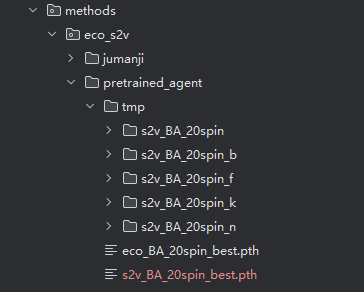 methods
eco_s2v
jumanji
pretrained_agent
tmp
s2v_BA_20spin
s2v_BA_20spin_b
s2v_BA_20spin_f
s2v_BA_20spin_k
s2v_BA_20spin_n
eco_BA_20spin_best.pth
s2v_BA_20spin_best.pth